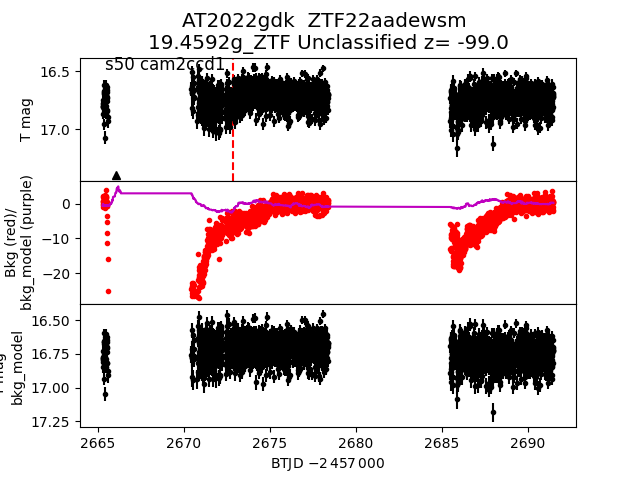 AT2022gdk  ZTF22aadewsm
19.4592g_ZTF Unclassified z= -99.0
s50 cam2ccd1
16.5
17.0
T mag
0
−10
−20
Bkg (red)/
bkg_model (purple)
16.50
16.75
17.00
17.25
mag
bkg_model
2665
2670
2675
2680
2685
2690
BTJD −2 457 000